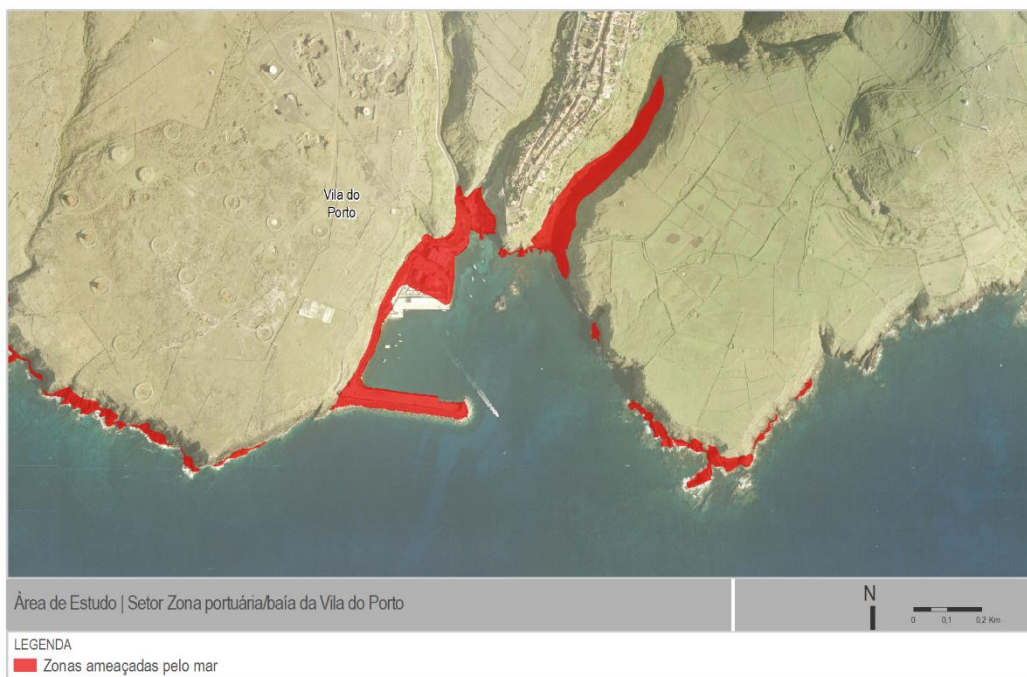 Vila do
Porto
Área de Estudo | Setor Zona portuária/baía da Vila do Porto
N
0 0,1 0,2 Km
LEGENDA
Zonas ameaçadas pelo mar